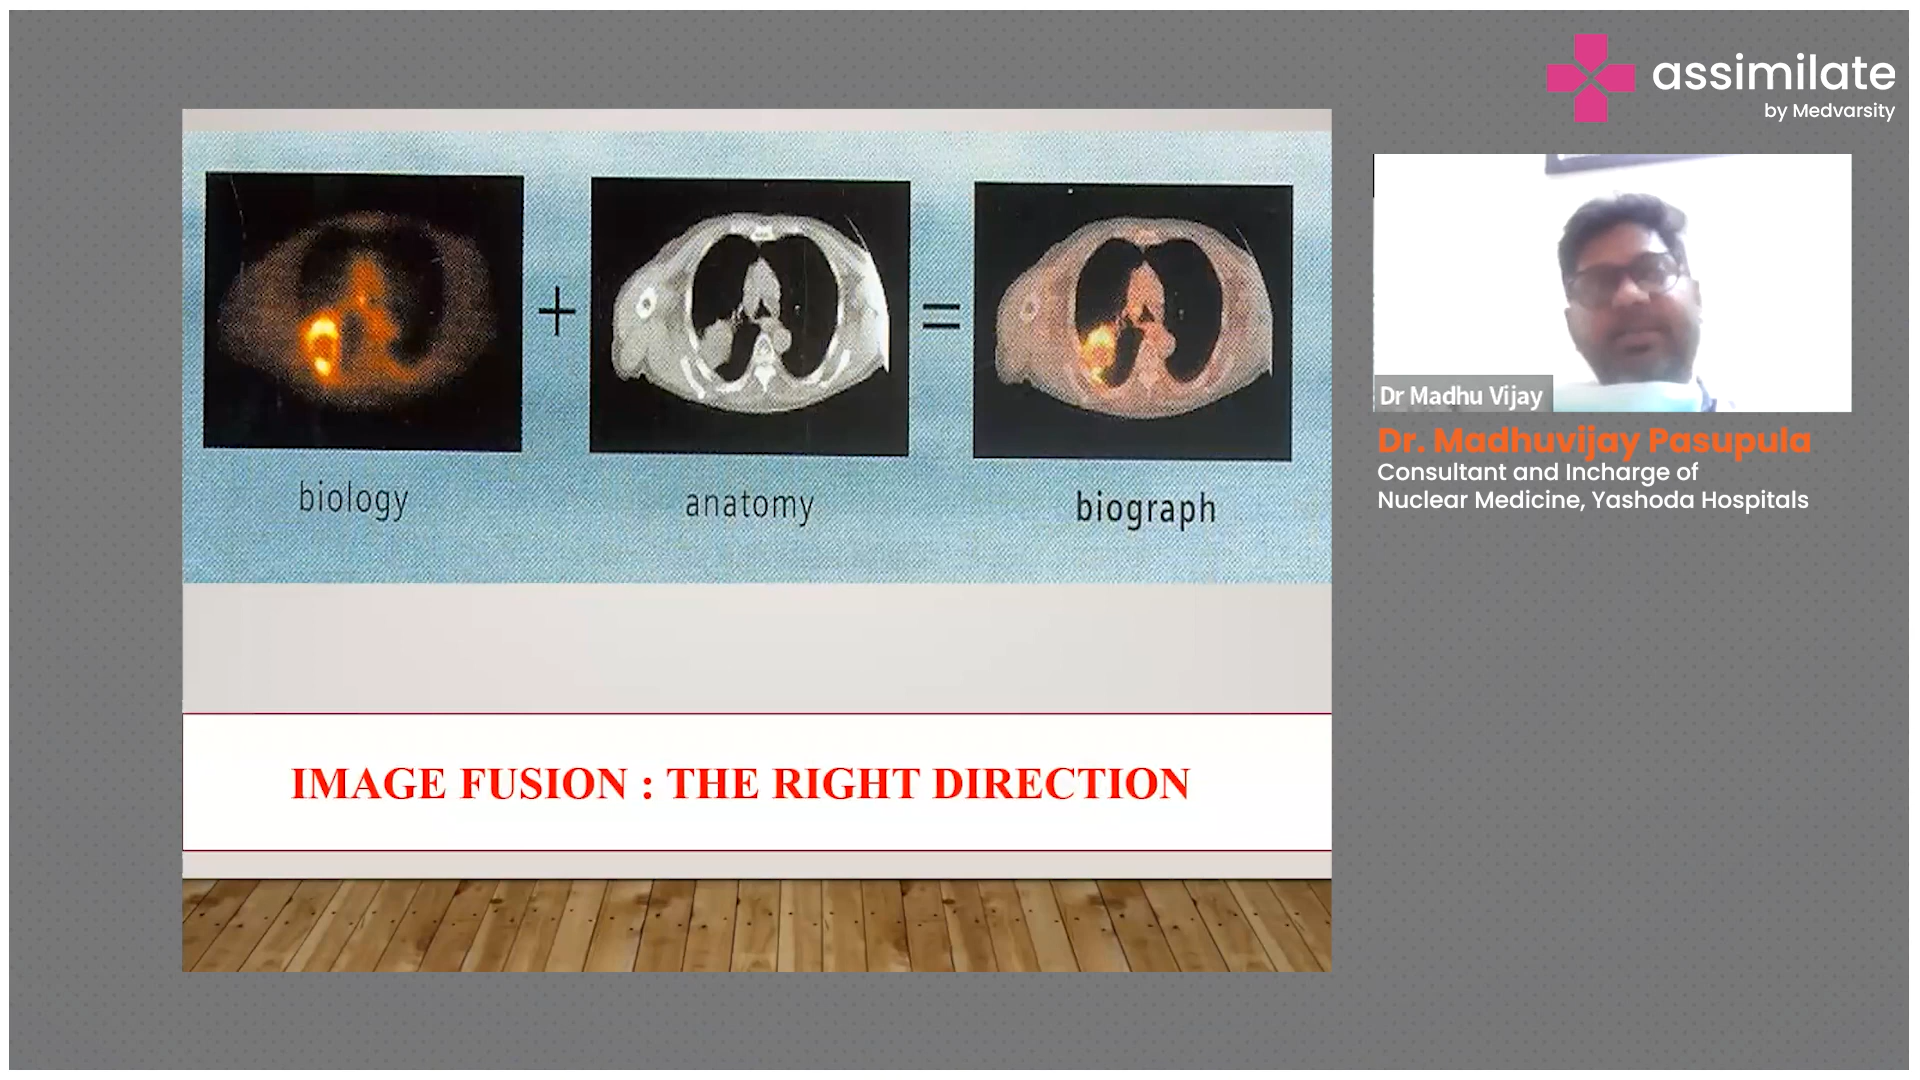 assimilate
by Medvarsity
+
=
biology
anatomy
biograph
IMAGE FUSION : THE RIGHT DIRECTION
Dr Madhu Vijay
Dr. Madhuvijay Pasupula
Consultant and Incharge of
Nuclear Medicine, Yashoda Hospitals